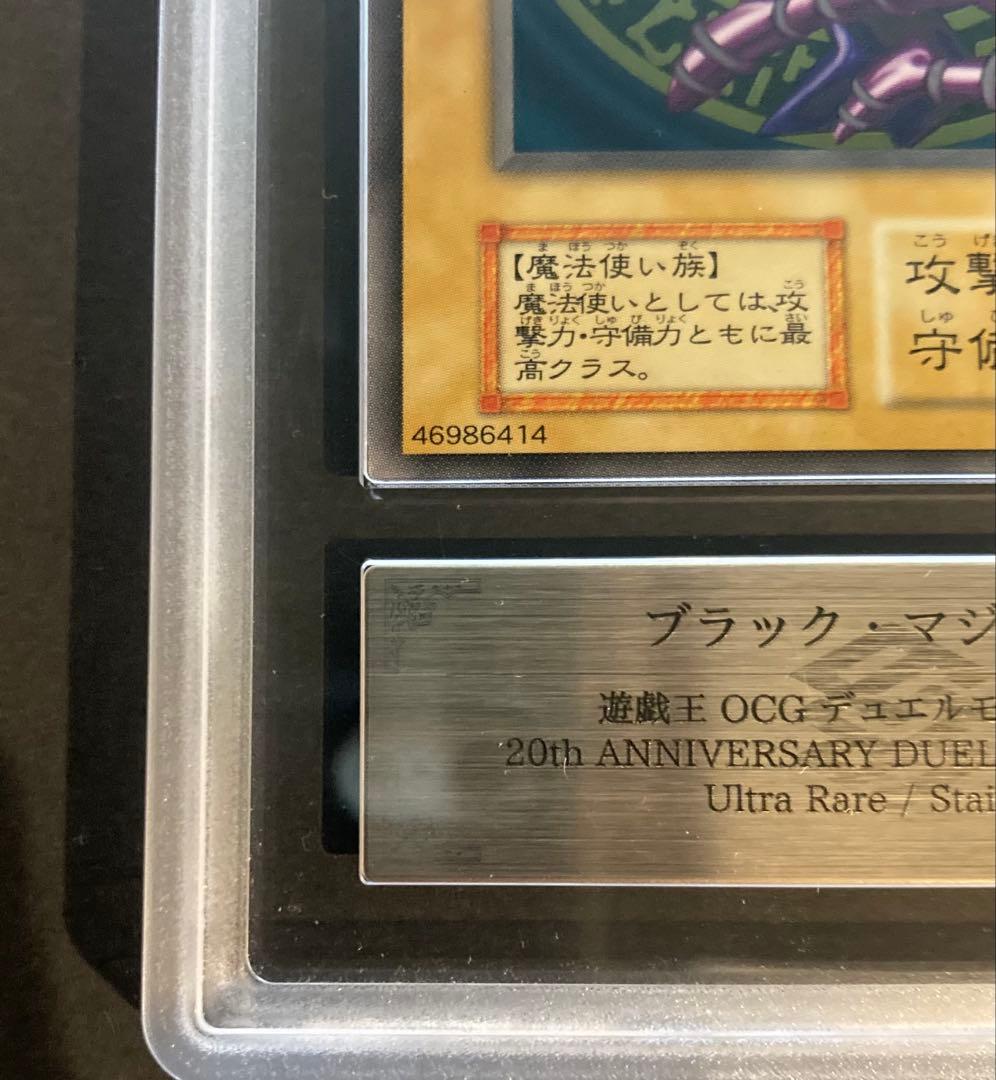 【魔法使い族】
魔法使いとしては、攻
撃力・守備力ともに最
高クラス。
攻撃
守備
46986414
ブラック・マジ
遊戯王 OCG デュエルモ
20th ANNIVERSARY DUEL
Ultra Rare / Stai